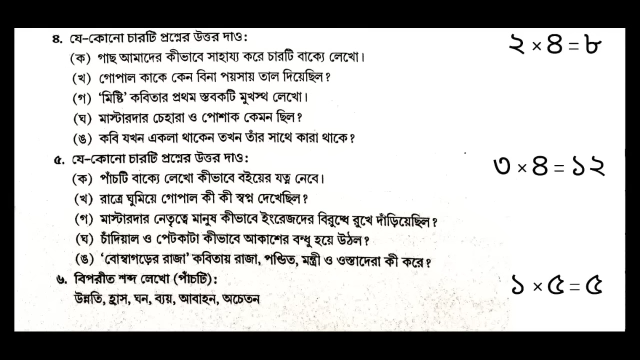 ৪. যে-কোনো চারটি প্রশ্নের উত্তর দাও: ২ × ৪ = ৮
(ক) গাছ আমাদের কীভাবে সাহায্য করে চারটি বাক্যে লেখো।
(খ) গোপাল কাকে কেন বিনা পয়সায় তাল দিয়েছিল?
(গ) ‘মিষ্টি’ কবিতার প্রথম স্তবকটি মুখস্থ লেখো।
(ঘ) মাস্টারদার চেহারা ও পোশাক কেমন ছিল?
(ঙ) কবি যখন একলা থাকেন তখন তাঁর সাথে কারা থাকে?
৫. যে-কোনো চারটি প্রশ্নের উত্তর দাও: ৩ × ৪ = ১২
(ক) পাঁচটি বাক্যে লেখো কীভাবে বইয়ের যত্ন নেবে।
(খ) রাত্রে ঘুমিয়ে গোপাল কী কী স্বপ্ন দেখেছিল?
(গ) মাস্টারদার নেতৃত্বে মানুষ কীভাবে ইংরেজদের বিরুদ্ধে রুখে দাঁড়িয়েছিল?
(ঘ) চাঁদিয়াল ও পেটকাটা কীভাবে আকাশের বন্ধু হয়ে উঠল?
(ঙ) ‘বোম্বাগড়ের রাজা’ কবিতায় রাজা, পণ্ডিত, মন্ত্রী ও ওস্তাদেরা কী করে?
৬. বিপরীত শব্দ লেখো (পাঁচটি): ১ × ৫ = ৫
উন্নতি, হ্রাস, ঘন, ব্যয়, আবাহন, অচেতন